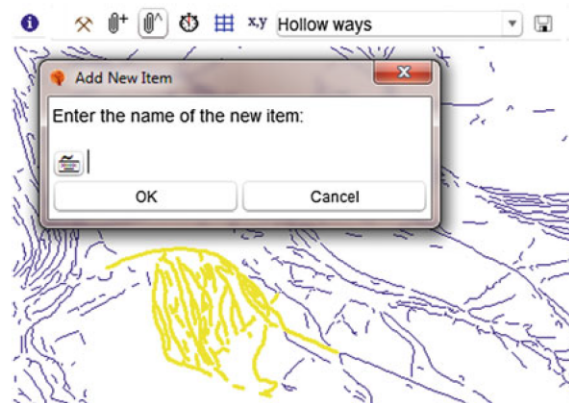 x,y Hollow ways
Add New Item
Enter the name of the new item:
OK Cancel